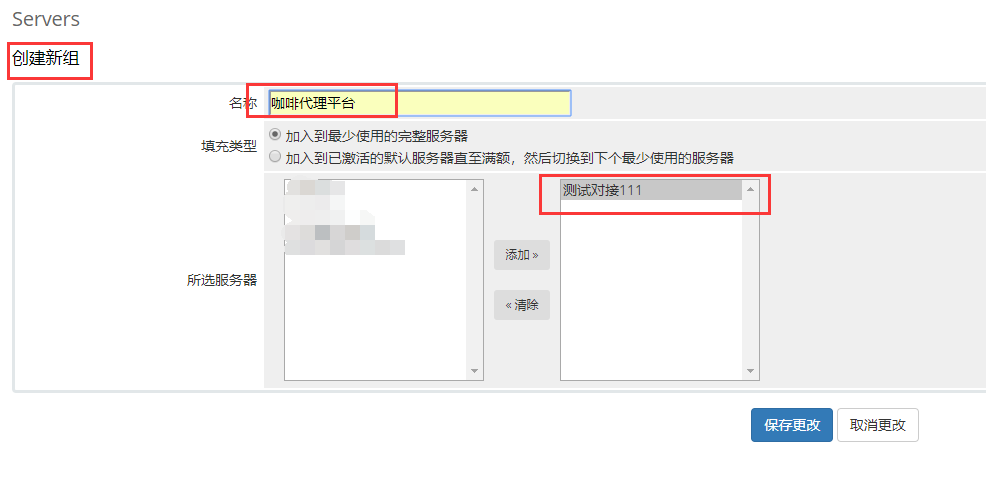 Servers
创建新组
名称
咖啡代理平台
填充类型
加入到最少使用的完整服务器
加入到已激活的默认服务器直至满额，然后切换到下个最少使用的服务器
所选服务器
添加 »
« 清除
测试对接111
保存更改
取消更改